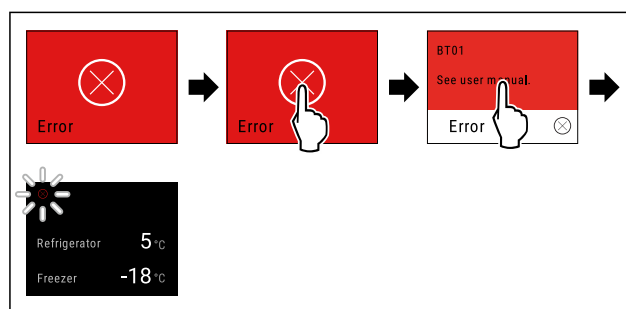 Error
Error
BT01
See user manual.
Error
Refrigerator 5 °C
Freezer -18 °C